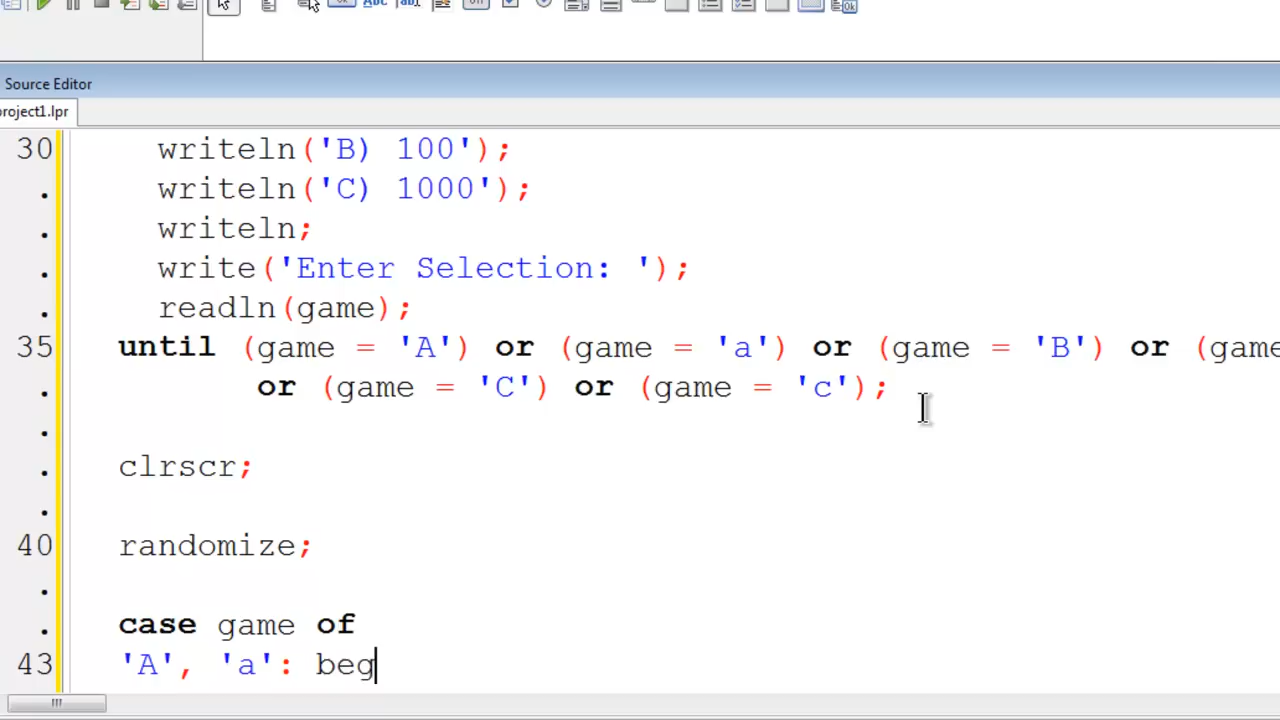 Source Editor
project1.lpr
30 writeln('B) 100');
. writeln('C) 1000');
. writeln;
. write('Enter Selection: ');
. readln(game);
35 until (game = 'A') or (game = 'a') or (game = 'B') or (game
. or (game = 'C') or (game = 'c');
.
. clrscr;
.
40 randomize;
.
. case game of
43 'A', 'a': beg